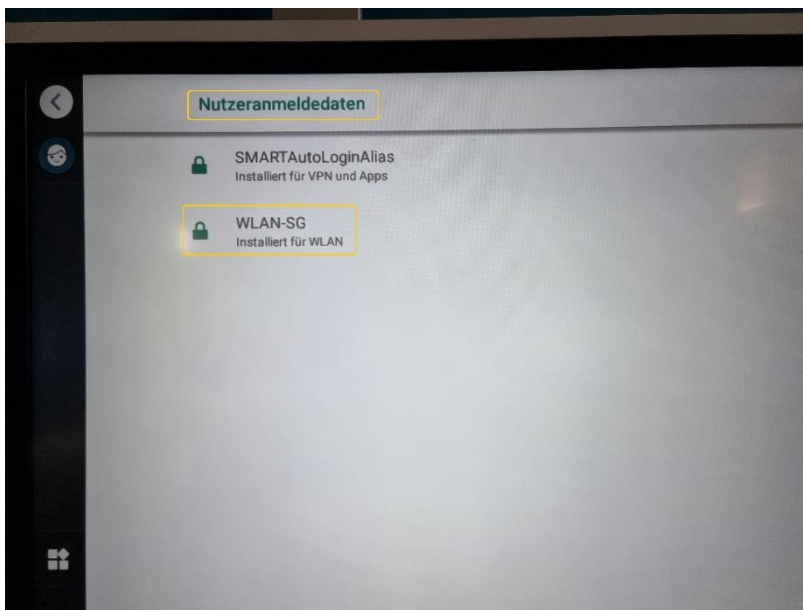 Nutzeranmeldedaten
SMARTAutoLoginAlias
Installiert für VPN und Apps
WLAN-SG
Installiert für WLAN